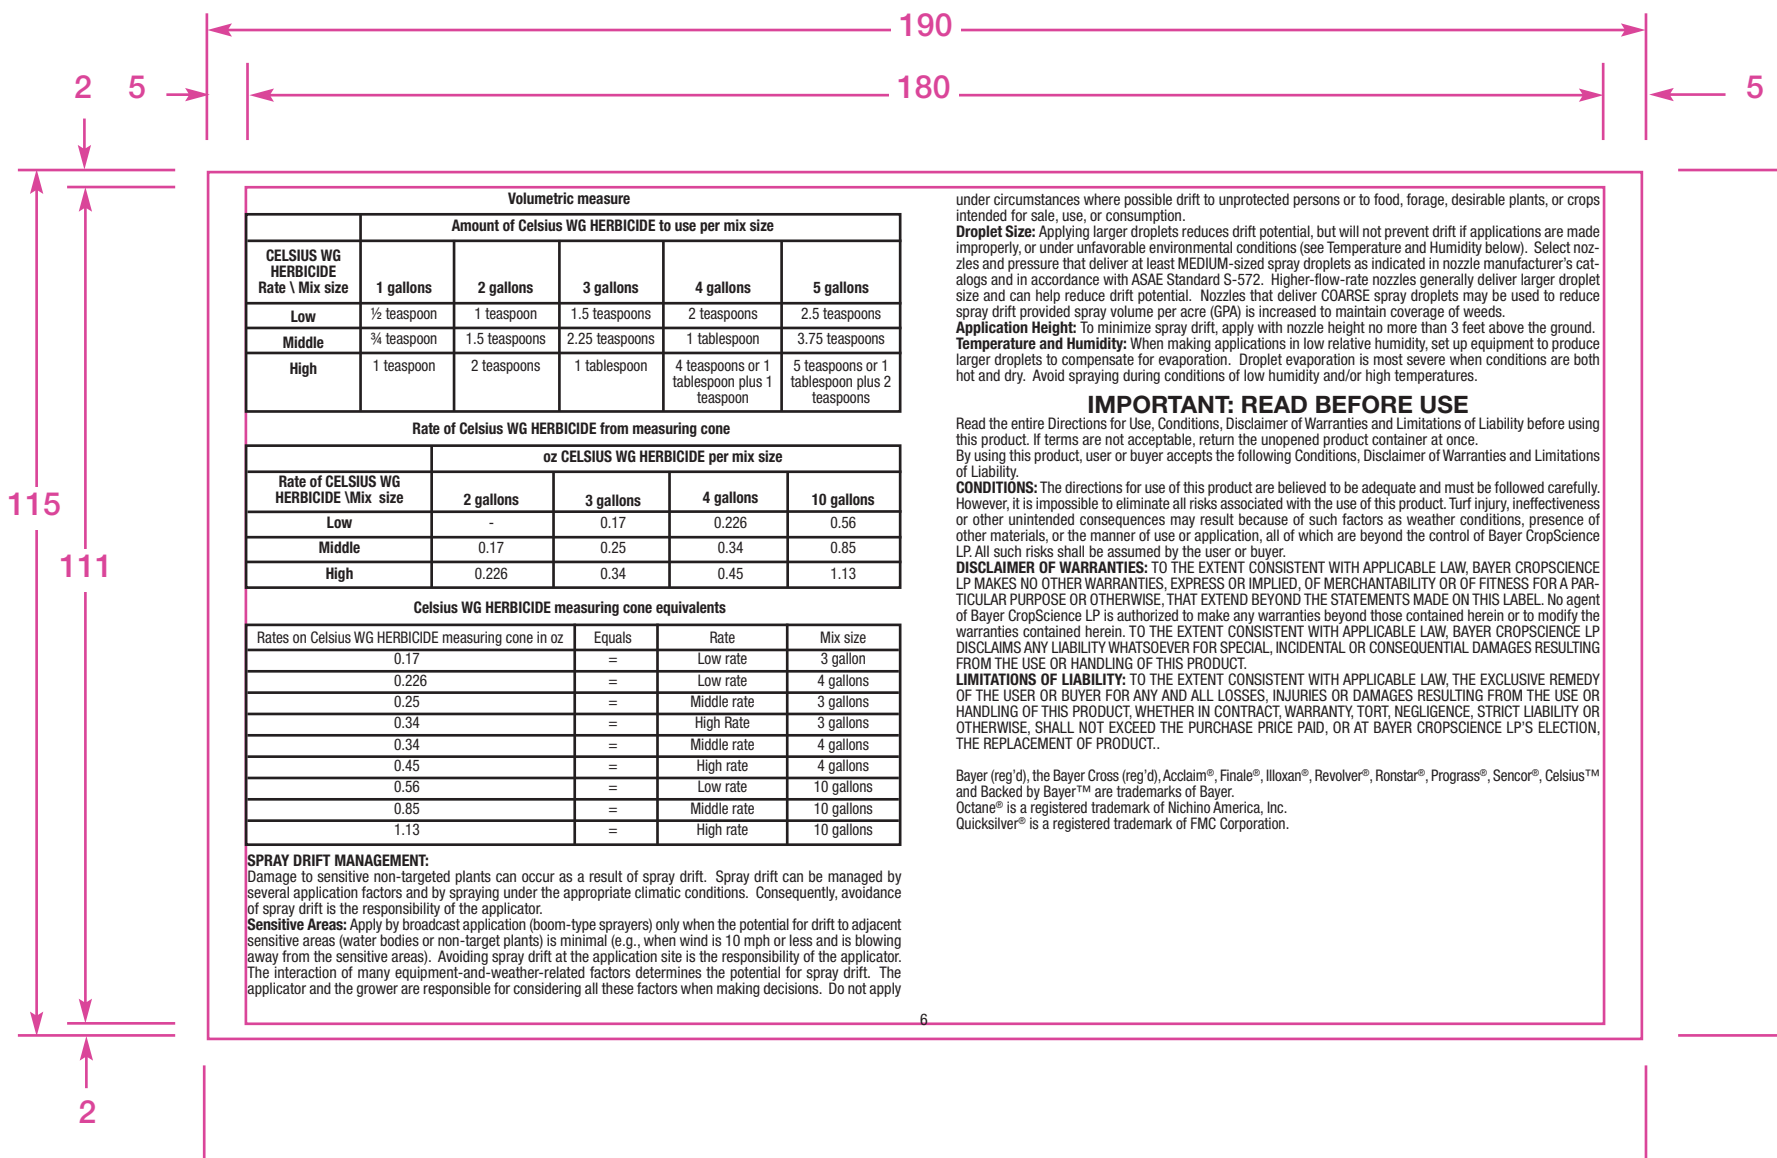 190
2 5 180 5
115
111
2
Volumetric measure
Amount of Celsius WG HERBICIDE to use per mix size
CELSIUS WG
HERBICIDE
Rate \ Mix size 1 gallons 2 gallons 3 gallons 4 gallons 5 gallons
Low ½ teaspoon 1 teaspoon 1.5 teaspoons 2 teaspoons 2.5 teaspoons
Middle ¾ teaspoon 1.5 teaspoons 2.25 teaspoons 1 tablespoon 3.75 teaspoons
High 1 teaspoon 2 teaspoons 1 tablespoon 4 teaspoons or 1 5 teaspoons or 1
tablespoon plus 1 tablespoon plus 2
teaspoon teaspoons
Rate of Celsius WG HERBICIDE from measuring cone
oz CELSIUS WG HERBICIDE per mix size
Rate of CELSIUS WG
HERBICIDE \Mix size 2 gallons 3 gallons 4 gallons 10 gallons
Low - 0.17 0.226 0.56
Middle 0.17 0.25 0.34 0.85
High 0.226 0.34 0.45 1.13
Celsius WG HERBICIDE measuring cone equivalents
Rates on Celsius WG HERBICIDE measuring cone in oz Equals Rate Mix size
0.17 = Low rate 3 gallon
0.226 = Low rate 4 gallons
0.25 = Middle rate 3 gallons
0.34 = High Rate 3 gallons
0.34 = Middle rate 4 gallons
0.45 = High rate 4 gallons
0.56 = Low rate 10 gallons
0.85 = Middle rate 10 gallons
1.13 = High rate 10 gallons
SPRAY DRIFT MANAGEMENT:
Damage to sensitive non-targeted plants can occur as a result of spray drift. Spray drift can be managed by
several application factors and by spraying under the appropriate climatic conditions. Consequently, avoidance
of spray drift is the responsibility of the applicator.
Sensitive Areas: Apply by broadcast application (boom-type sprayers) only when the potential for drift to adjacent
sensitive areas (water bodies or non-target plants) is minimal (e.g., when wind is 10 mph or less and is blowing
away from the sensitive areas). Avoiding spray drift at the application site is the responsibility of the applicator.
The interaction of many equipment-and-weather-related factors determines the potential for spray drift. The
applicator and the grower are responsible for considering all these factors when making decisions. Do not apply
under circumstances where possible drift to unprotected persons or to food, forage, desirable plants, or crops
intended for sale, use, or consumption.
Droplet Size: Applying larger droplets reduces drift potential, but will not prevent drift if applications are made
improperly, or under unfavorable environmental conditions (see Temperature and Humidity below). Select noz-
zles and pressure that deliver at least MEDIUM-sized spray droplets as indicated in nozzle manufacturer's cat-
alogs and in accordance with ASAE Standard S-572. Higher-flow-rate nozzles generally deliver larger droplet
size and can help reduce drift potential. Nozzles that deliver COARSE spray droplets may be used to reduce
spray drift provided spray volume per acre (GPA) is increased to maintain coverage of weeds.
Application Height: To minimize spray drift, apply with nozzle height no more than 3 feet above the ground.
Temperature and Humidity: When making applications in low relative humidity, set up equipment to produce
larger droplets to compensate for evaporation. Droplet evaporation is most severe when conditions are both
hot and dry. Avoid spraying during conditions of low humidity and/or high temperatures.
IMPORTANT: READ BEFORE USE
Read the entire Directions for Use, Conditions, Disclaimer of Warranties and Limitations of Liability before using
this product. If terms are not acceptable, return the unopened product container at once.
By using this product, user or buyer accepts the following Conditions, Disclaimer of Warranties and Limitations
of Liability.
CONDITIONS: The directions for use of this product are believed to be adequate and must be followed carefully.
However, it is impossible to eliminate all risks associated with the use of this product. Turf injury, ineffectiveness
or other unintended consequences may result because of such factors as weather conditions, presence of
other materials, or the manner of use or application, all of which are beyond the control of Bayer CropScience
LP. All such risks shall be assumed by the user or buyer.
DISCLAIMER OF WARRANTIES: TO THE EXTENT CONSISTENT WITH APPLICABLE LAW, BAYER CROPSCIENCE
LP MAKES NO OTHER WARRANTIES, EXPRESS OR IMPLIED, OF MERCHANTABILITY OR OF FITNESS FOR A PAR-
TICULAR PURPOSE OR OTHERWISE, THAT EXTEND BEYOND THE STATEMENTS MADE ON THIS LABEL. No agent
of Bayer CropScience LP is authorized to make any warranties beyond those contained herein or to modify the
warranties contained herein. TO THE EXTENT CONSISTENT WITH APPLICABLE LAW, BAYER CROPSCIENCE LP
DISCLAIMS ANY LIABILITY WHATSOEVER FOR SPECIAL, INCIDENTAL OR CONSEQUENTIAL DAMAGES RESULTING
FROM THE USE OR HANDLING OF THIS PRODUCT.
LIMITATIONS OF LIABILITY: TO THE EXTENT CONSISTENT WITH APPLICABLE LAW, THE EXCLUSIVE REMEDY
OF THE USER OR BUYER FOR ANY AND ALL LOSSES, INJURIES OR DAMAGES RESULTING FROM THE USE OR
HANDLING OF THIS PRODUCT, WHETHER IN CONTRACT, WARRANTY, TORT, NEGLIGENCE, STRICT LIABILITY OR
OTHERWISE, SHALL NOT EXCEED THE PURCHASE PRICE PAID, OR AT BAYER CROPSCIENCE LP'S ELECTION,
THE REPLACEMENT OF PRODUCT..
Bayer (reg'd), the Bayer Cross (reg'd), Acclaim®, Finale®, Illoxan®, Revolver®, Ronstar®, Prograss®, Sencor®, Celsius™
and Backed by Bayer™ are trademarks of Bayer.
Octane® is a registered trademark of Nichino America, Inc.
Quicksilver® is a registered trademark of FMC Corporation.
6